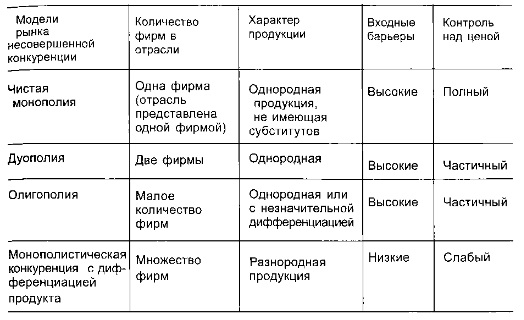 Модели рынка несовершенной конкуренции
Количество фирм в отрасли
Характер продукции
Входные барьеры
Контроль над ценой
Чистая монополия
Одна фирма (отрасль представлена одной фирмой)
Однородная продукция, не имеющая субститутов
Высокие
Полный
Дуополия
Две фирмы
Однородная
Высокие
Частичный
Олигополия
Малое количество фирм
Однородная или с незначительной дифференциацией
Высокие
Частичный
Монополистическая конкуренция с диф-ференциацией продукта
Множество фирм
Разнородная продукция
Низкие
Слабый